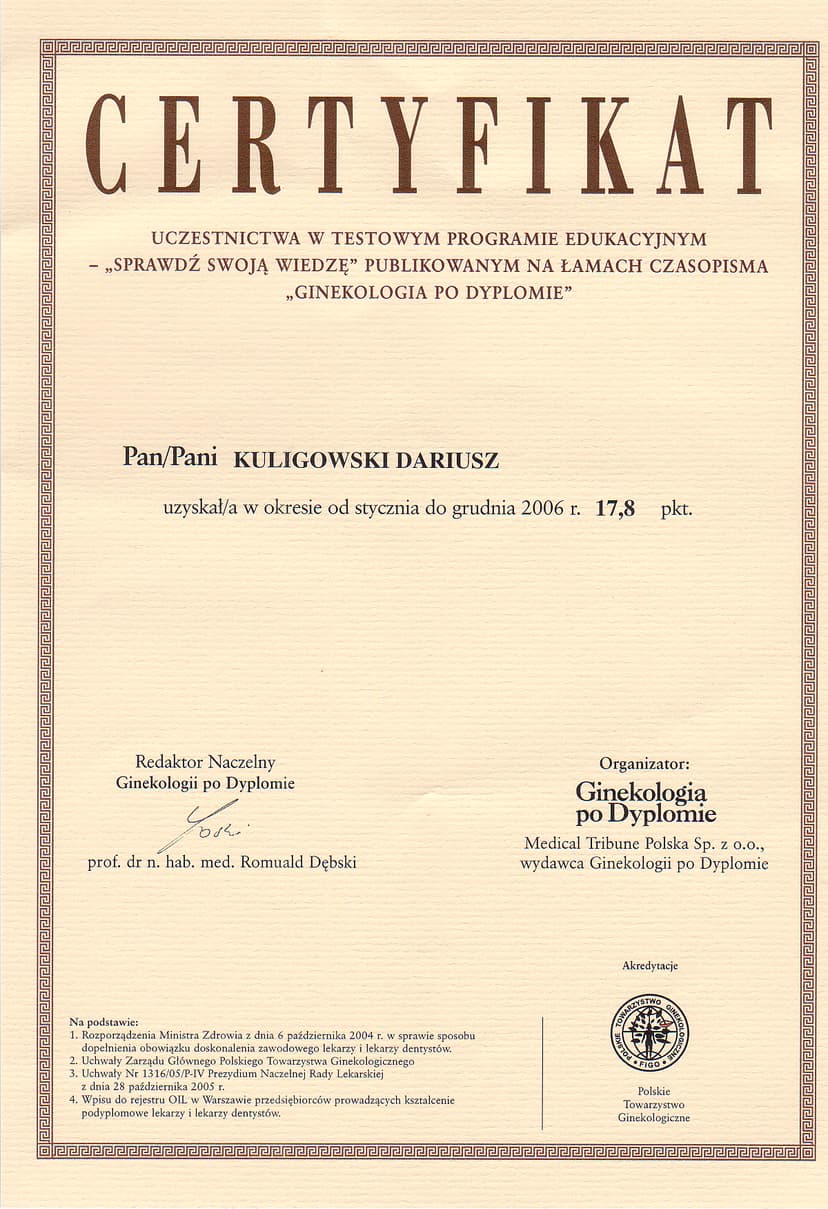 CERTYFIKAT
UCZESTNICTWA W TESTOWYM PROGRAMIE EDUKACYJNYM
– „SPRAWDŹ SWOJĄ WIEDZĘ” PUBLIKOWANYM NA ŁAMACH CZASOPISMA
„GINEKOLOGIA PO DYPLOMIE”
Pan/Pani KULIGOWSKI DARIUSZ
uzyskał/a w okresie od stycznia do grudnia 2006 r. 17,8 pkt.
Redaktor Naczelny
Ginekologii po Dyplomie
prof. dr n. hab. med. Romuald Dębski
Organizator:
Ginekologia
po Dyplomie
Medical Tribune Polska Sp. z o.o.,
wydawca Ginekologii po Dyplomie
Na podstawie:
1. Rozporządzenia Ministra Zdrowia z dnia 6 października 2004 r. w sprawie sposobu
dopełnienia obowiązku doskonalenia zawodowego lekarzy i lekarzy dentystów.
2. Uchwały Zarządu Głównego Polskiego Towarzystwa Ginekologicznego
3. Uchwały Nr 1316/05/P-IV Prezydium Naczelnej Rady Lekarskiej
z dnia 28 października 2005 r.
4. Wpisu do rejestru OIL w Warszawie przedsiębiorców prowadzących kształcenie
podyplomowe lekarzy i lekarzy dentystów.
Akredytacje
POLSKIE TOWARZYSTWO GINEKOLOGICZNE
• FIGO •
Polskie
Towarzystwo
Ginekologiczne